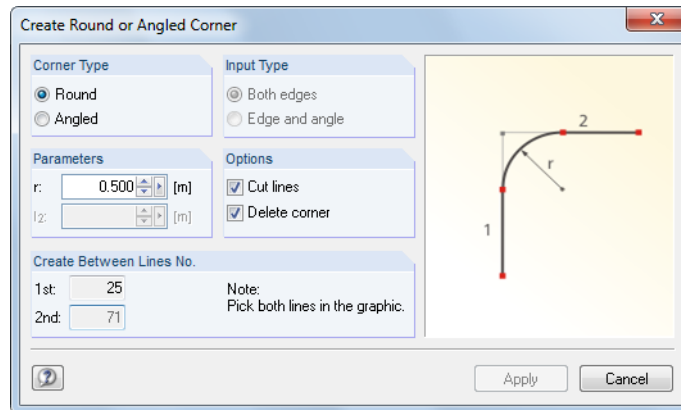 Create Round or Angled Corner
Corner Type
Round
Angled
Input Type
Both edges
Edge and angle
Parameters
r: 0.500 [m]
l2: [m]
Options
Cut lines
Delete corner
Create Between Lines No.
1st: 25
2nd: 71
Note:
Pick both lines in the graphic.
2
r
1
Apply
Cancel